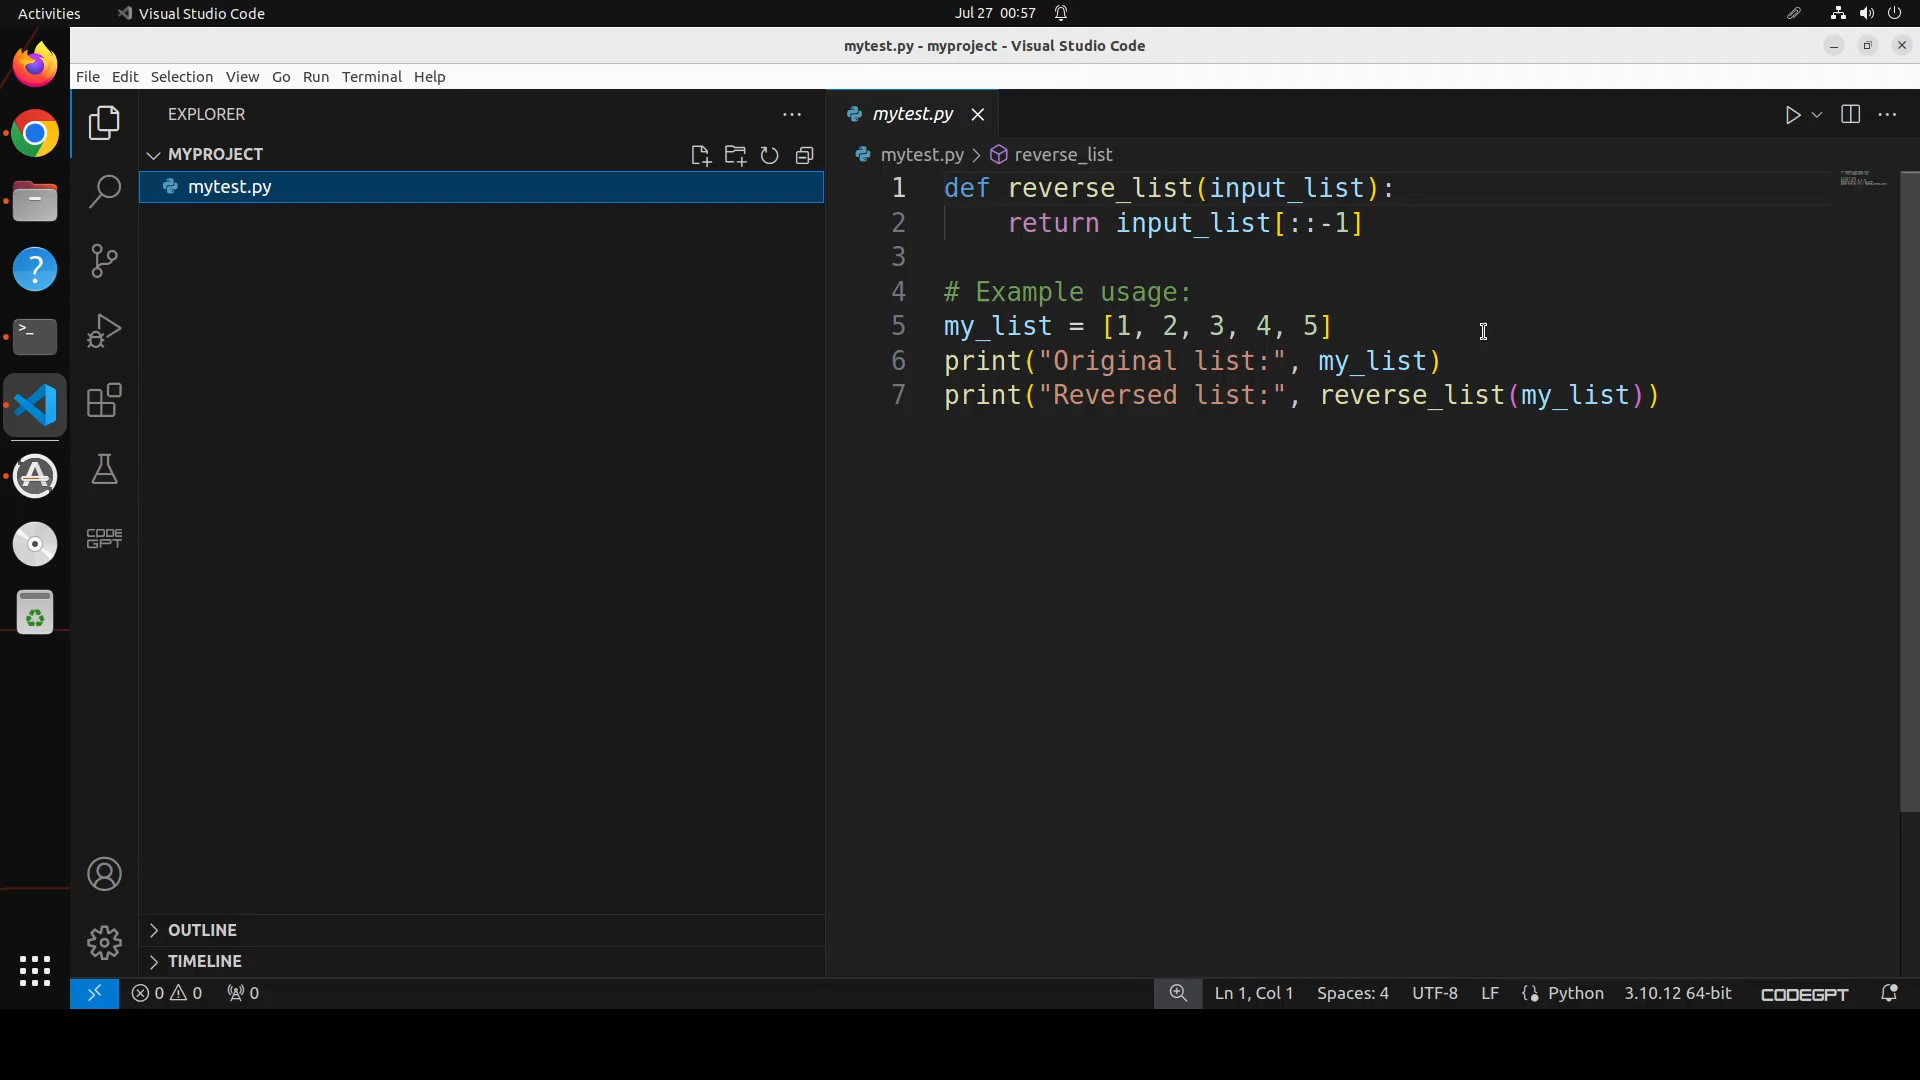 Activities Visual Studio Code Jul 27 00:57
mytest.py - myproject - Visual Studio Code
File Edit Selection View Go Run Terminal Help
EXPLORER
mytest.py
MYPROJECT
mytest.py > reverse_list
mytest.py
1 def reverse_list(input_list):
2     return input_list[::-1]
3
4 # Example usage:
5 my_list = [1, 2, 3, 4, 5]
6 print("Original list:", my_list)
7 print("Reversed list:", reverse_list(my_list))
CODE
GPT
OUTLINE
TIMELINE
0 0 0 Ln 1, Col 1 Spaces: 4 UTF-8 LF Python 3.10.12 64-bit CODEGPT